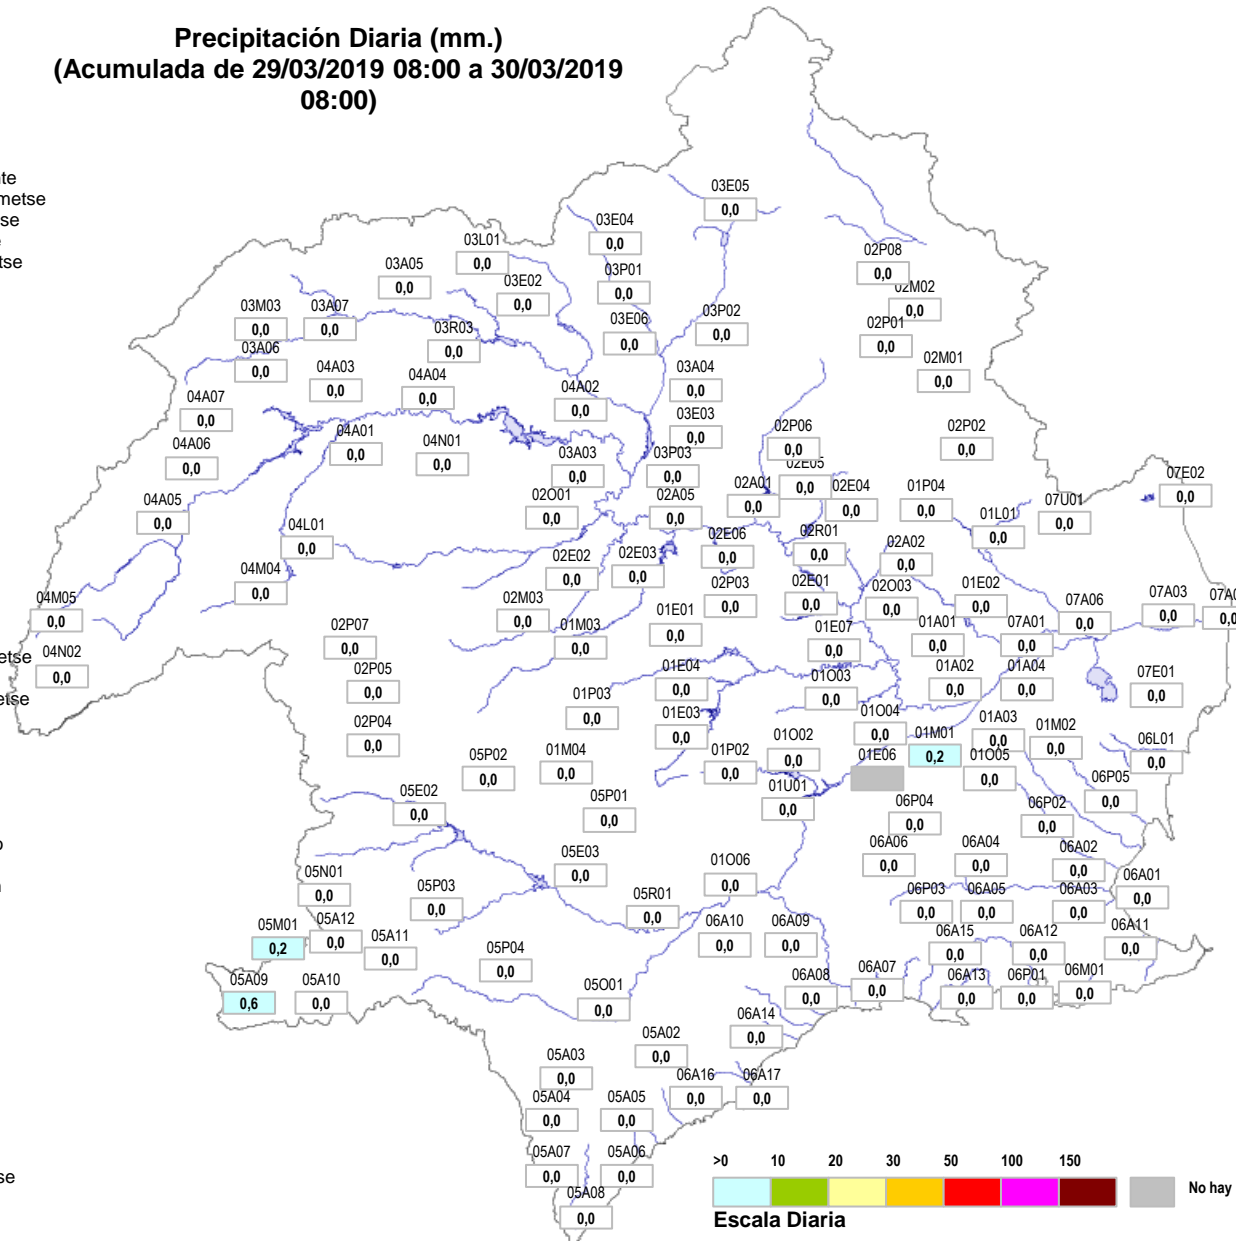 Precipitación Diaria (mm.)
(Acumulada de 29/03/2019 08:00 a 30/03/2019
08:00)
03E05
0,0
03E04
0,0
03L01
0,0
03A05
0,0
03E02
0,0
03P01
0,0
02P08
0,0
02M02
0,0
03M03
0,0
03A07
0,0
03R03
0,0
03E06
0,0
03P02
0,0
02P01
0,0
03A06
0,0
04A03
0,0
04A04
0,0
04A02
0,0
03A04
0,0
02M01
0,0
04A07
0,0
03E03
0,0
04A06
0,0
04A01
0,0
04N01
0,0
03A03
0,0
03P03
0,0
02P06
0,0
02P02
0,0
02E05
0,0
07E02
0,0
04A05
0,0
02O01
0,0
02A05
0,0
02A01
0,0
02E04
0,0
01P04
0,0
07U01
0,0
01L01
0,0
04L01
0,0
02E06
0,0
02R01
0,0
02A02
0,0
04M04
0,0
02E02
0,0
02E03
0,0
04M05
0,0
02M03
0,0
02P03
0,0
02E01
0,0
02O03
0,0
01E02
0,0
07A06
0,0
07A03
0,0
07A0
0,0
04N02
0,0
02P07
0,0
01M03
0,0
01E01
0,0
01E07
0,0
01A01
0,0
07A01
0,0
02P05
0,0
01E04
0,0
01O03
0,0
01A02
0,0
01A04
0,0
07E01
0,0
02P04
0,0
01P03
0,0
01E03
0,0
01O04
0,0
01M01
0,2
01A03
0,0
01M02
0,0
06L01
0,0
05P02
0,0
01M04
0,0
01P02
0,0
01O02
0,0
01E06
01O05
0,0
06P05
0,0
05E02
0,0
05P01
0,0
01U01
0,0
06P04
0,0
06P02
0,0
05E03
0,0
01O06
0,0
06A06
0,0
06A04
0,0
06A02
0,0
05N01
0,0
05P03
0,0
05R01
0,0
06P03
0,0
06A05
0,0
06A03
0,0
06A01
0,0
05M01
0,2
05A12
0,0
05A11
0,0
05P04
0,0
06A10
0,0
06A09
0,0
06A15
0,0
06A12
0,0
06A11
0,0
05A09
0,6
05A10
0,0
05O01
0,0
06A08
0,0
06A07
0,0
06A13
0,0
06P01
0,0
06M01
0,0
05A02
0,0
06A14
0,0
05A03
0,0
06A16
0,0
06A17
0,0
05A04
0,0
05A05
0,0
05A07
0,0
05A06
0,0
05A08
0,0
>0 10 20 30 50 100 150
No hay
Escala Diaria